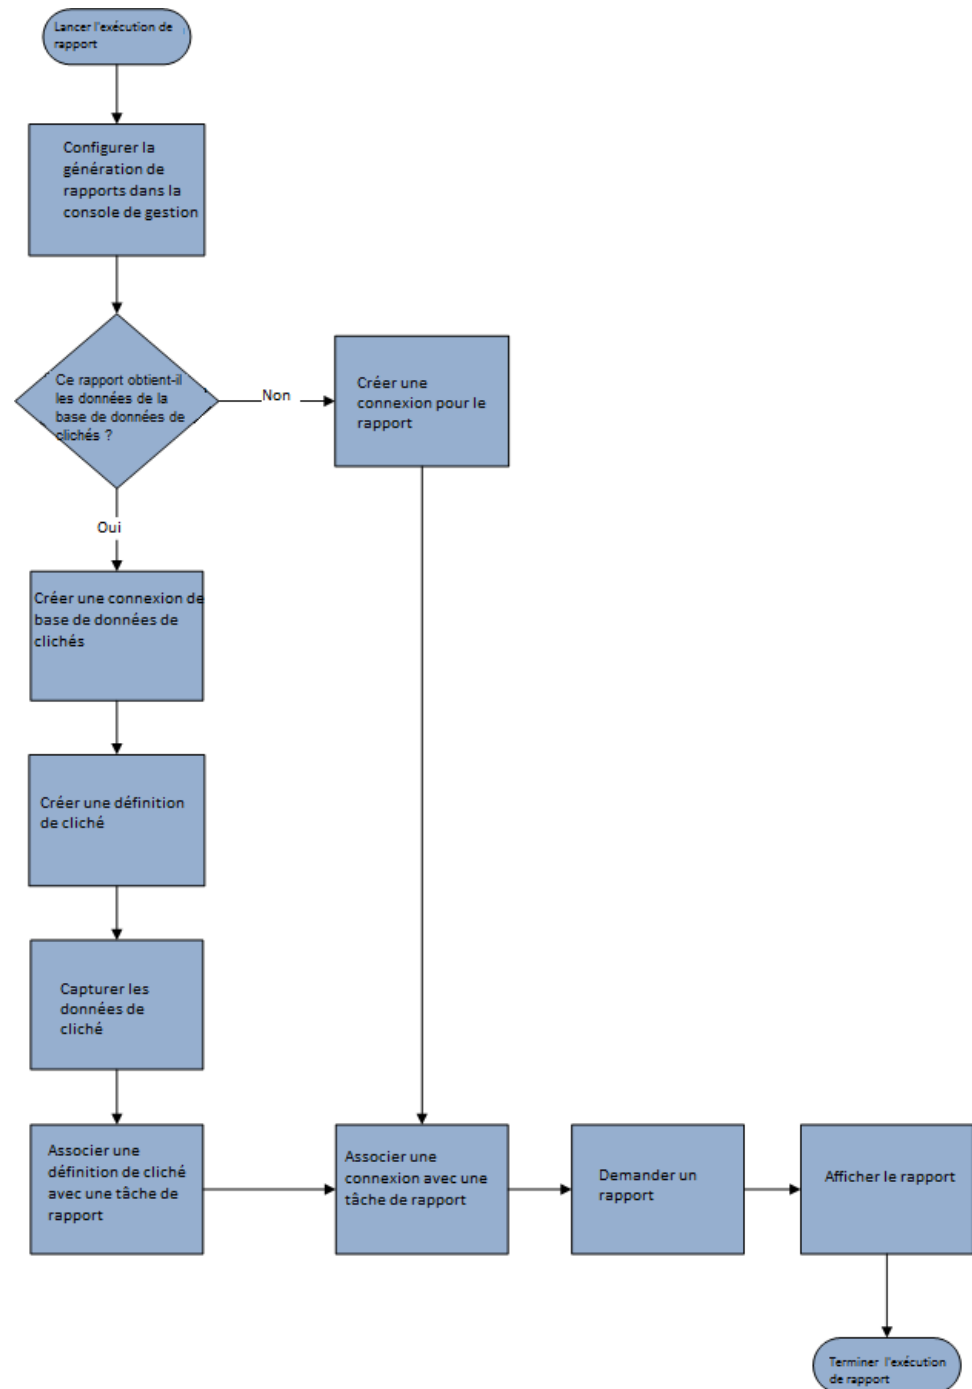 Lancer l'exécution de
rapport
Configurer la
génération de
rapports dans la
console de gestion
Ce rapport obtient-il
les données de la
base de données de
clichés ?
Non
Créer une
connexion pour le
rapport
Oui
Créer une connexion de
base de données de
clichés
Créer une définition
de cliché
Capturer les
données de
cliché
Associer une
définition de cliché
avec une tâche de
rapport
Associer une
connexion avec une
tâche de rapport
Demander un
rapport
Afficher le rapport
Terminer l'exécution
de rapport